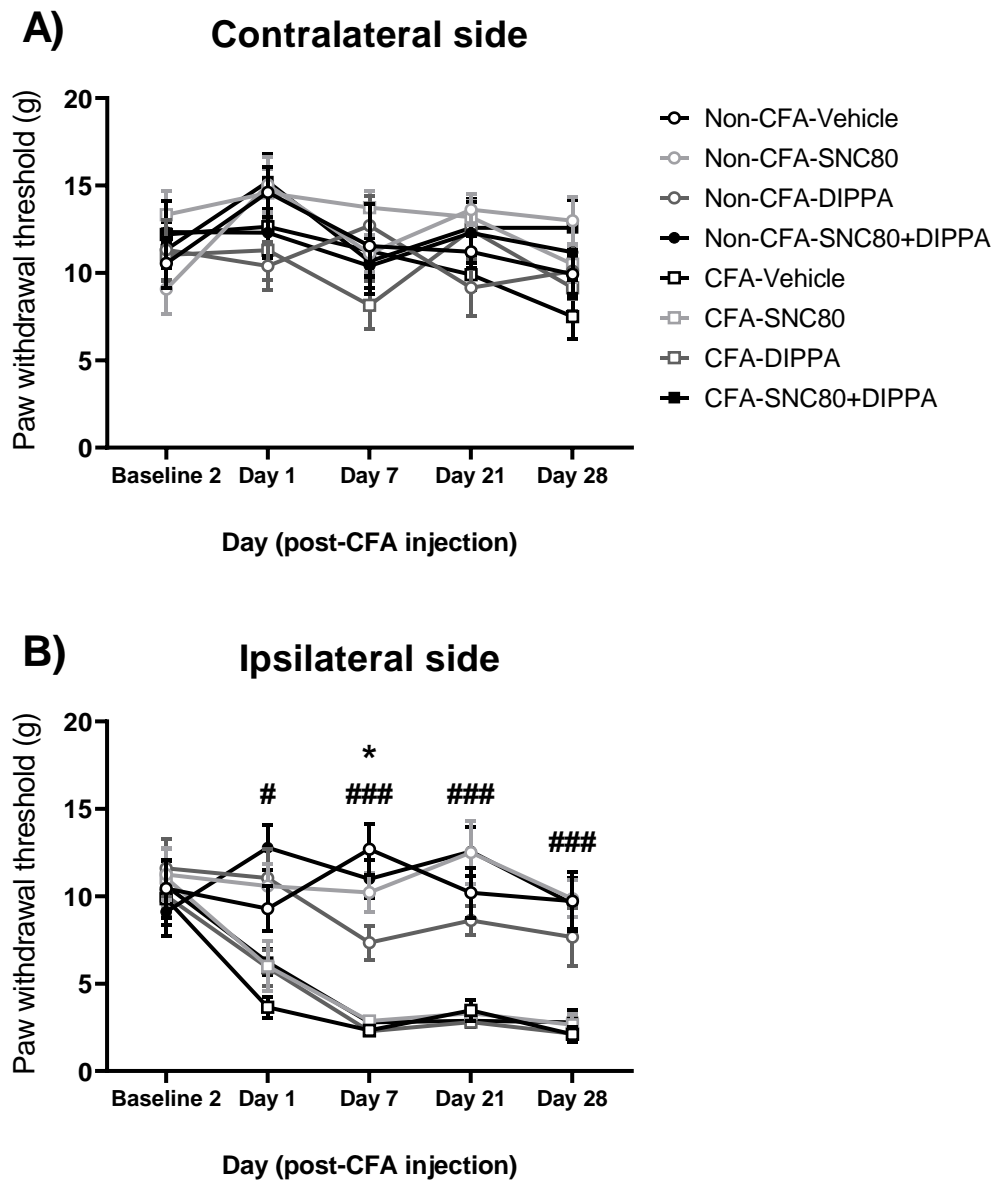 A)
Contralateral side
Paw withdrawal threshold (g)
20
15
10
5
0
Baseline 2 Day 1 Day 7 Day 21 Day 28
Day (post-CFA injection)
Non-CFA-Vehicle
Non-CFA-SNC80
Non-CFA-DIPPA
Non-CFA-SNC80+DIPPA
CFA-Vehicle
CFA-SNC80
CFA-DIPPA
CFA-SNC80+DIPPA
B)
Ipsilateral side
Paw withdrawal threshold (g)
20
15
10
5
0
*
# ### ###
###
Baseline 2 Day 1 Day 7 Day 21 Day 28
Day (post-CFA injection)